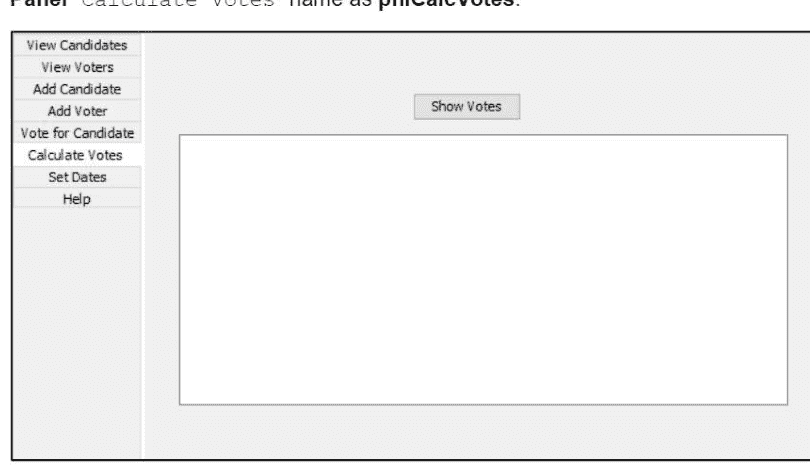 Panel Calculate Votes name as pnlCalcVotes.
View Candidates
View Voters
Add Candidate
Add Voter
Vote for Candidate
Calculate Votes
Set Dates
Help
Show Votes